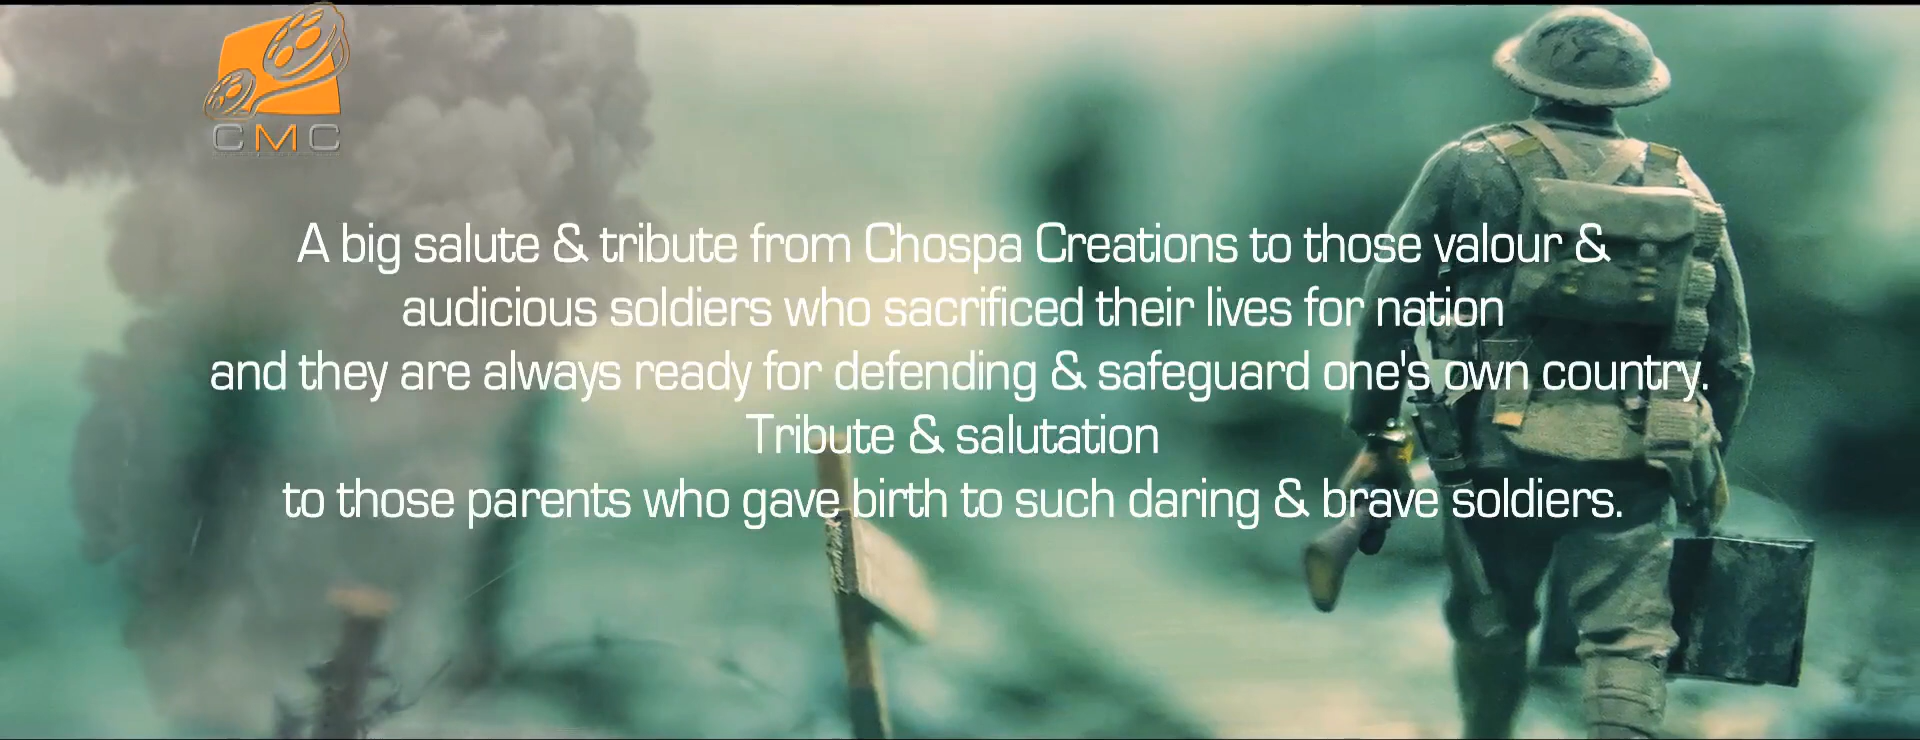 CMC
A big salute & tribute from Chospa Creations to those valour &
audicious soldiers who sacrificed their lives for nation
and they are always ready for defending & safeguard one's own country.
Tribute & salutation
to those parents who gave birth to such daring & brave soldiers.